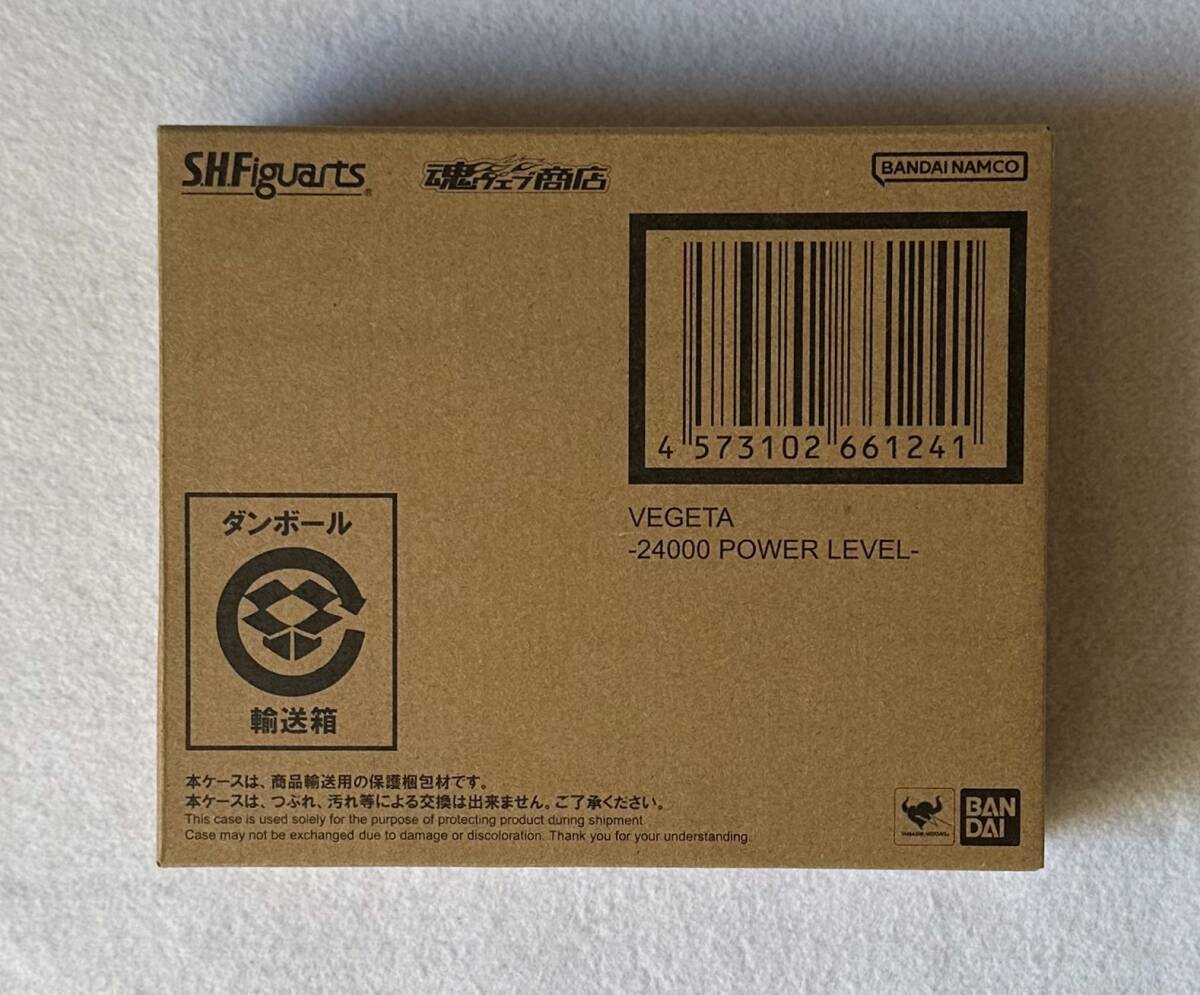 S.H.Figuarts®
魂ウェブ商店
BANDAI NAMCO
4 573102 661241
VEGETA
-24000 POWER LEVEL-
ダンボール
輸送箱
本ケースは、商品輸送用の保護梱包材です。
本ケースは、つぶれ、汚れ等による交換は出来ません。ご了承ください。
This case is used solely for the purpose of protecting product during shipment.
Case may not be exchanged due to damage or discoloration. Thank you for your understanding.
TAMASHII NATIONS
BAN
DAI